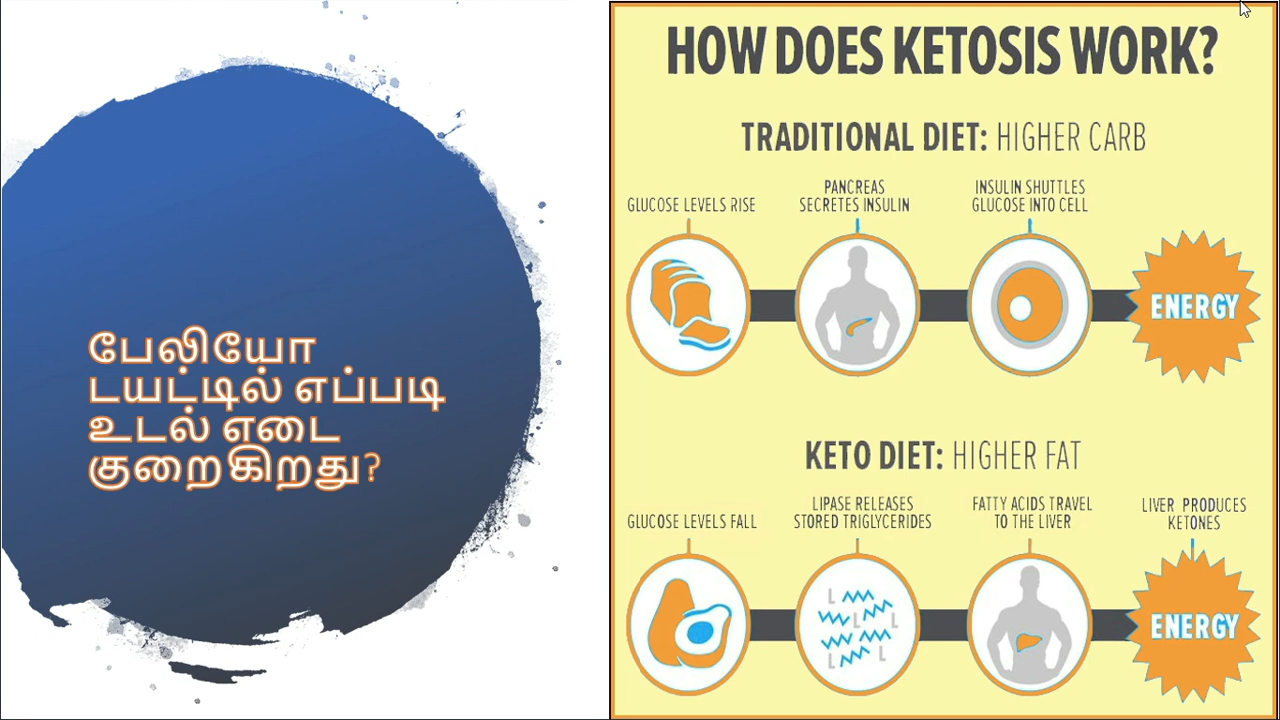 பேலியோ
டயட்டில் எப்படி
உடல் எடை
குறைகிறது?
HOW DOES KETOSIS WORK?
TRADITIONAL DIET: HIGHER CARB
GLUCOSE LEVELS RISE
PANCREAS
SECRETES INSULIN
INSULIN SHUTTLES
GLUCOSE INTO CELL
ENERGY
KETO DIET: HIGHER FAT
GLUCOSE LEVELS FALL
LIPASE RELEASES
STORED TRIGLYCERIDES
FATTY ACIDS TRAVEL
TO THE LIVER
LIVER PRODUCES
KETONES
L
L
L
L
L
ENERGY